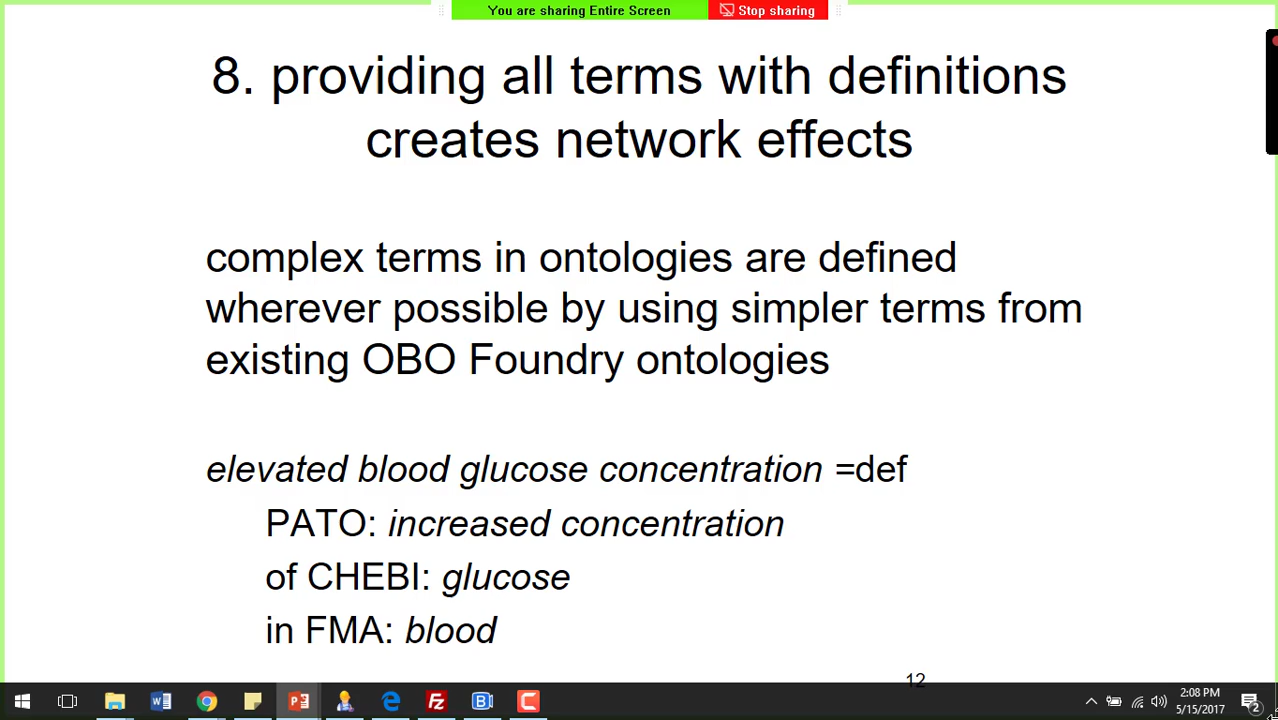 You are sharing Entire Screen
Stop sharing
8. providing all terms with definitions
creates network effects
complex terms in ontologies are defined
wherever possible by using simpler terms from
existing OBO Foundry ontologies
elevated blood glucose concentration =def
PATO: increased concentration
of CHEBI: glucose
in FMA: blood
12
2:08 PM
5/15/2017
2